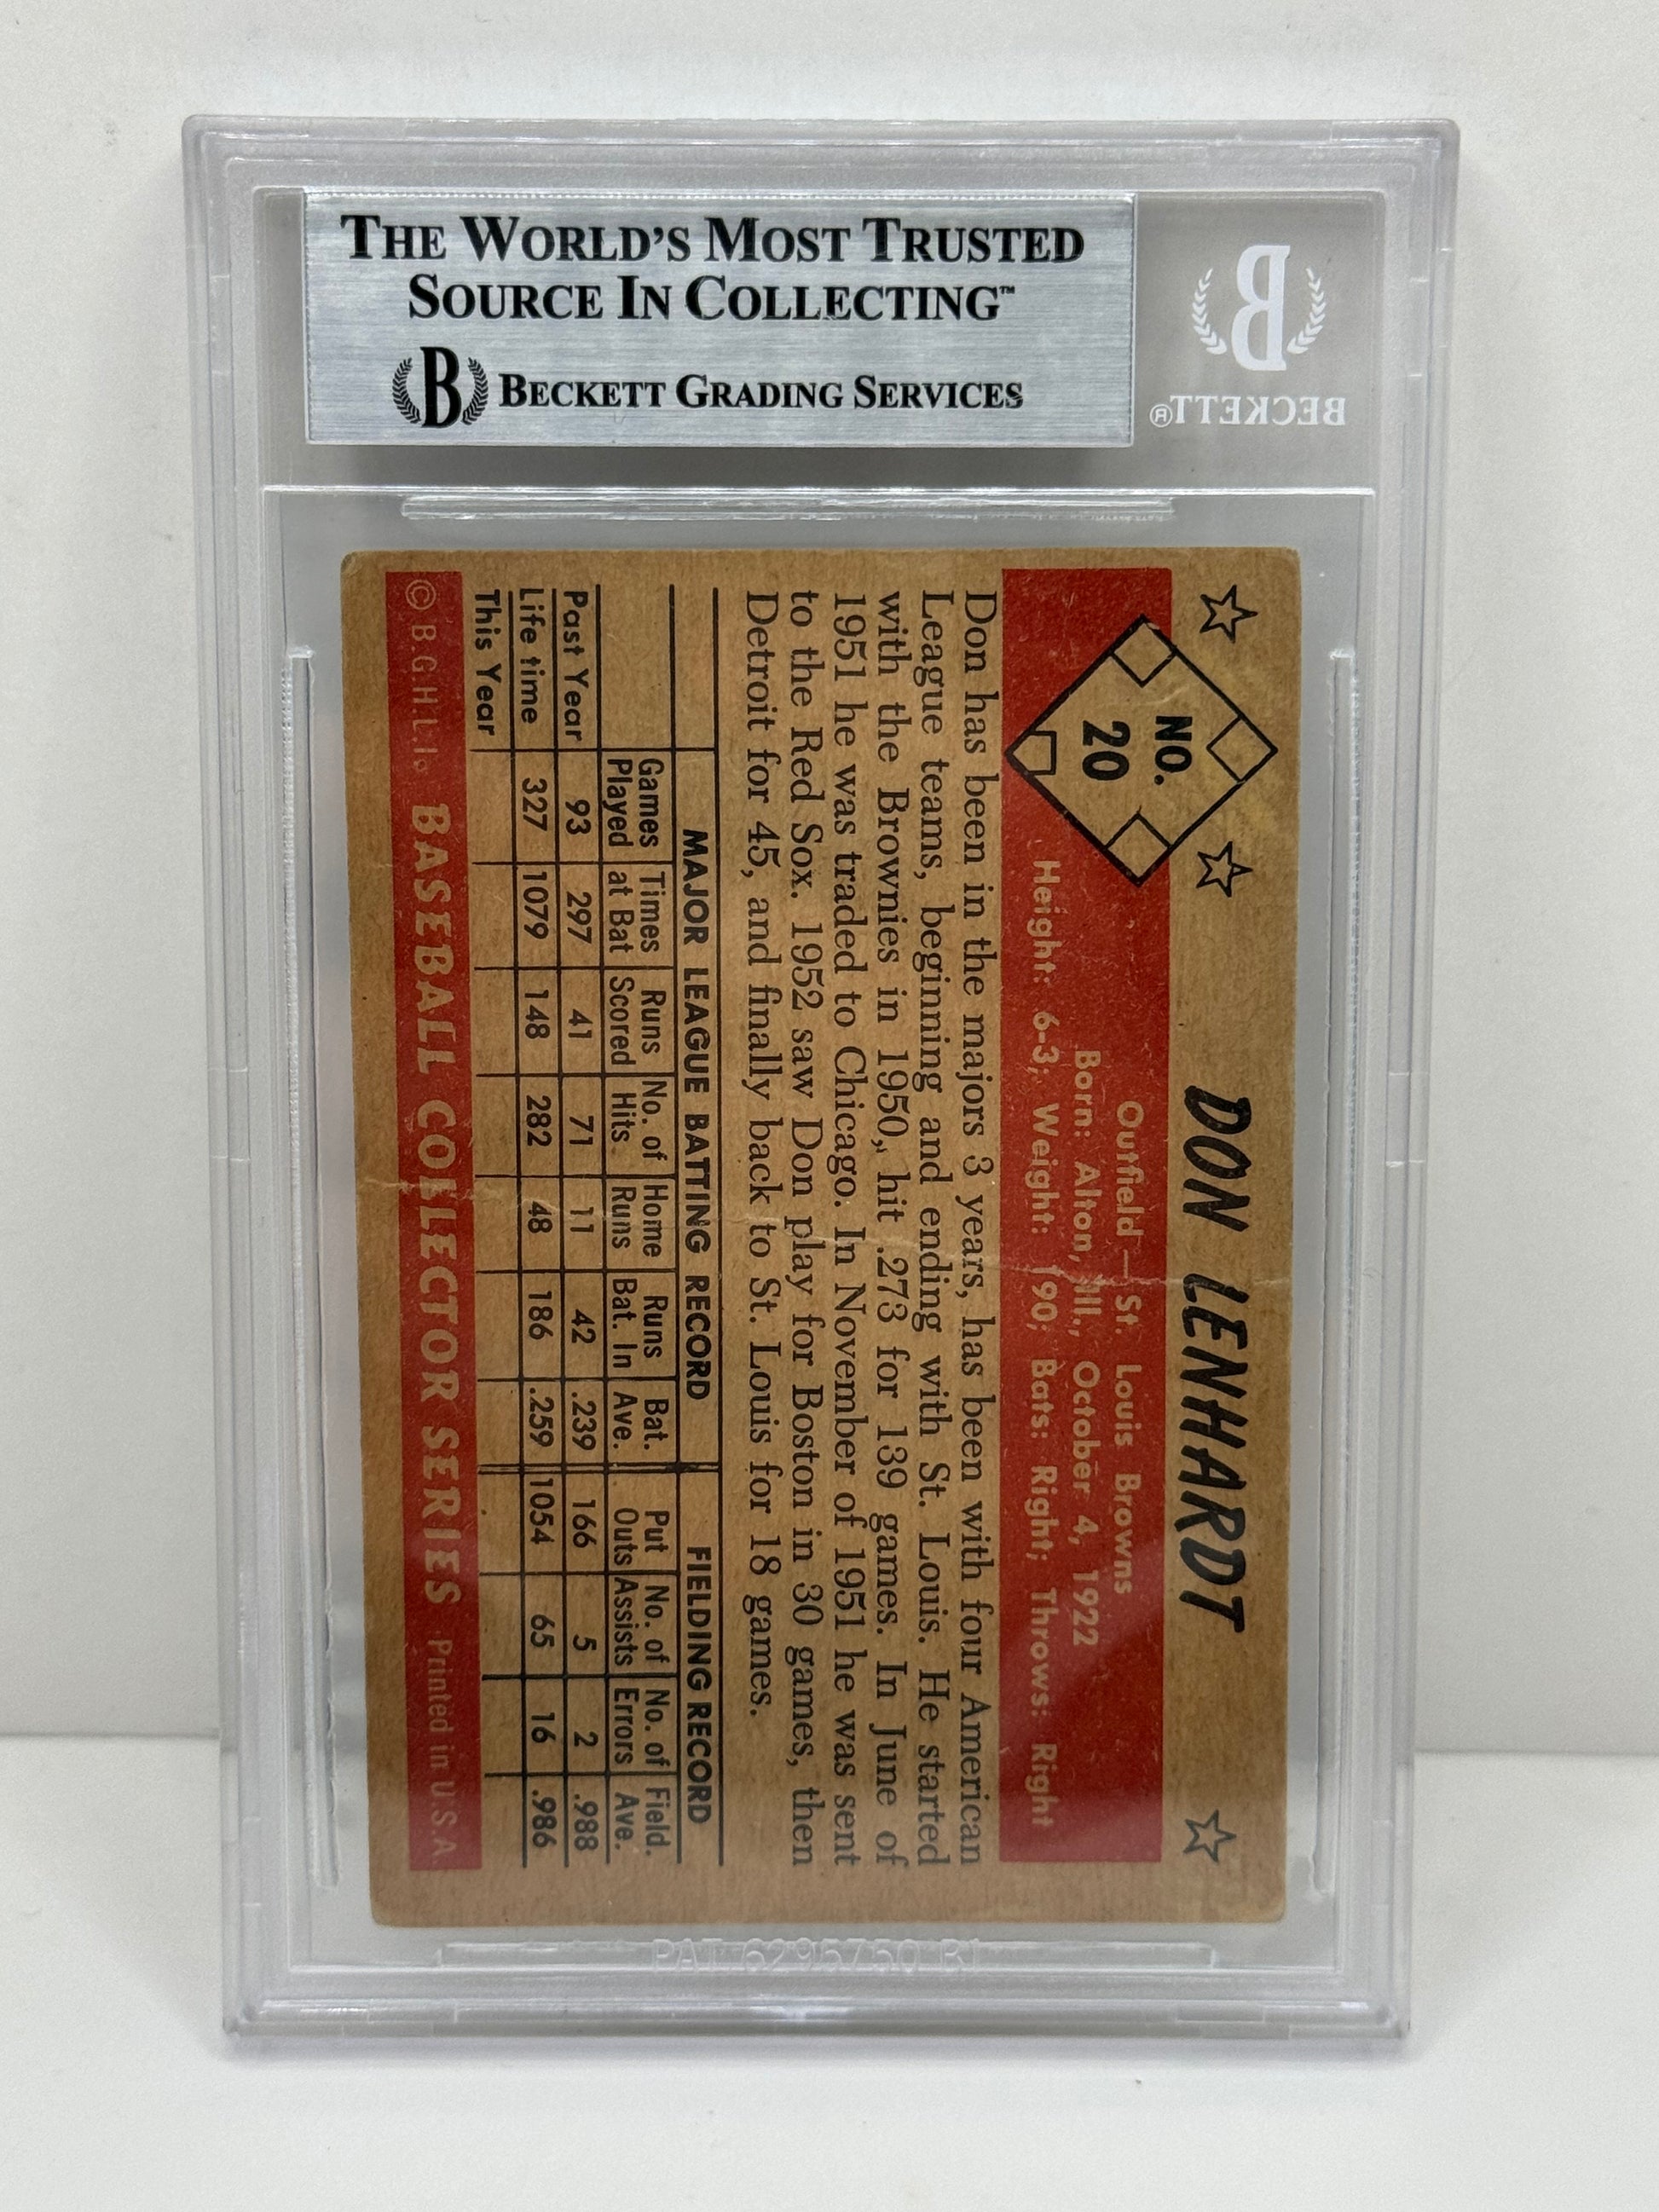 THE WORLD'S MOST TRUSTED
SOURCE IN COLLECTING™
B BECKETT GRADING SERVICES
B
BECKETT®
NO.
20
DON LENHARDT
Outfield—St. Louis Browns
Born: Alton, Ill., October 4, 1922
Height: 6-3; Weight: 190; Bats: Right; Throws: Right
Don has been in the majors 3 years, has been with four American
League teams, beginning and ending with St. Louis. He started
with the Brownies in 1950, hit .273 for 139 games. In June of
1951 he was traded to Chicago. In November of 1951 he was sent
to the Red Sox. 1952 saw Don play for Boston in 30 games, then
Detroit for 45, and finally back to St. Louis for 18 games.
MAJOR LEAGUE BATTING RECORD FIELDING RECORD
Games Times Runs No. of Home Runs Bat. Put No. of No. of Field.
Played at Bat Scored Hits Runs Bat. In Ave. Outs Assists Errors Ave.
Past Year 93 297 41 71 11 42 .239 166 5 2 .988
Life time 327 1079 148 282 48 186 .259 1054 65 16 .986
This Year
© B.G.H.L.I. BASEBALL COLLECTOR SERIES Printed in U.S.A.
PAT 6295750 B1